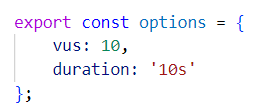 export const options = {
    vus: 10,
    duration: '10s'
};